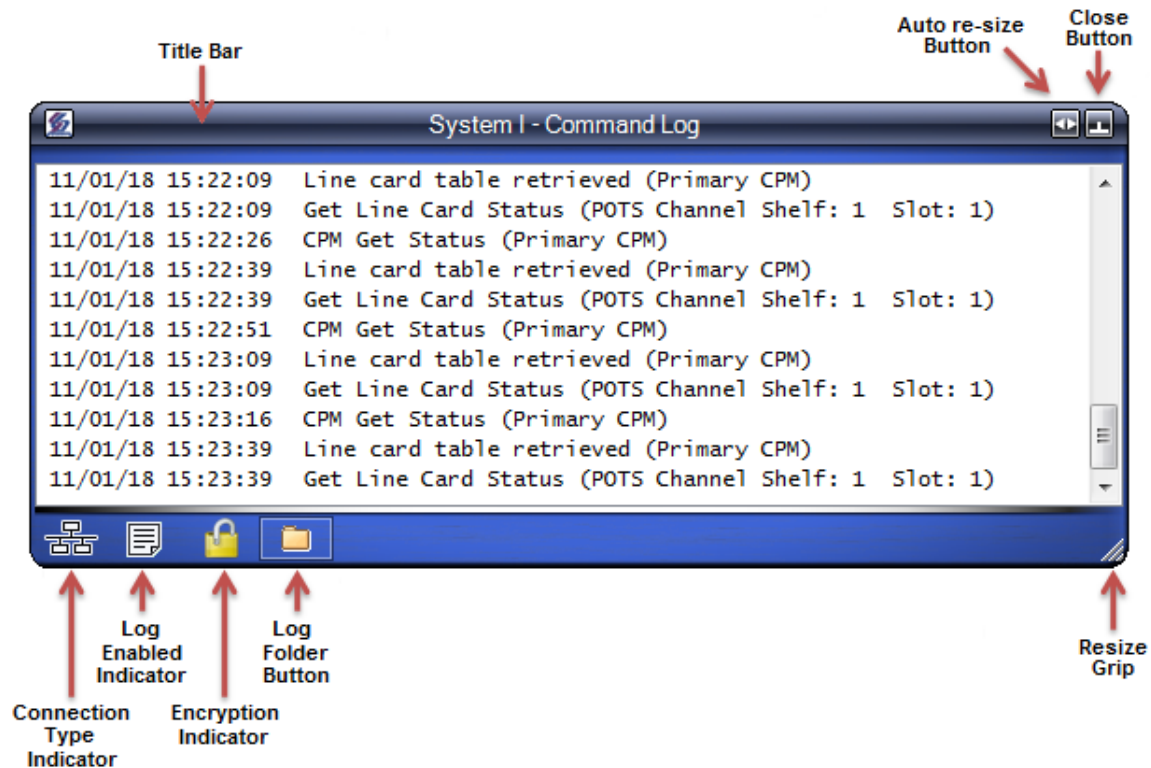 Auto re-size
Button
Close
Button
Title Bar
System I - Command Log
11/01/18 15:22:09 Line card table retrieved (Primary CPM)
11/01/18 15:22:09 Get Line Card Status (POTS Channel Shelf: 1 Slot: 1)
11/01/18 15:22:26 CPM Get Status (Primary CPM)
11/01/18 15:22:39 Line card table retrieved (Primary CPM)
11/01/18 15:22:39 Get Line Card Status (POTS Channel Shelf: 1 Slot: 1)
11/01/18 15:22:51 CPM Get Status (Primary CPM)
11/01/18 15:23:09 Line card table retrieved (Primary CPM)
11/01/18 15:23:09 Get Line Card Status (POTS Channel Shelf: 1 Slot: 1)
11/01/18 15:23:16 CPM Get Status (Primary CPM)
11/01/18 15:23:39 Line card table retrieved (Primary CPM)
11/01/18 15:23:39 Get Line Card Status (POTS Channel Shelf: 1 Slot: 1)
Log
Enabled
Indicator
Log
Folder
Button
Resize
Grip
Connection
Type
Indicator
Encryption
Indicator